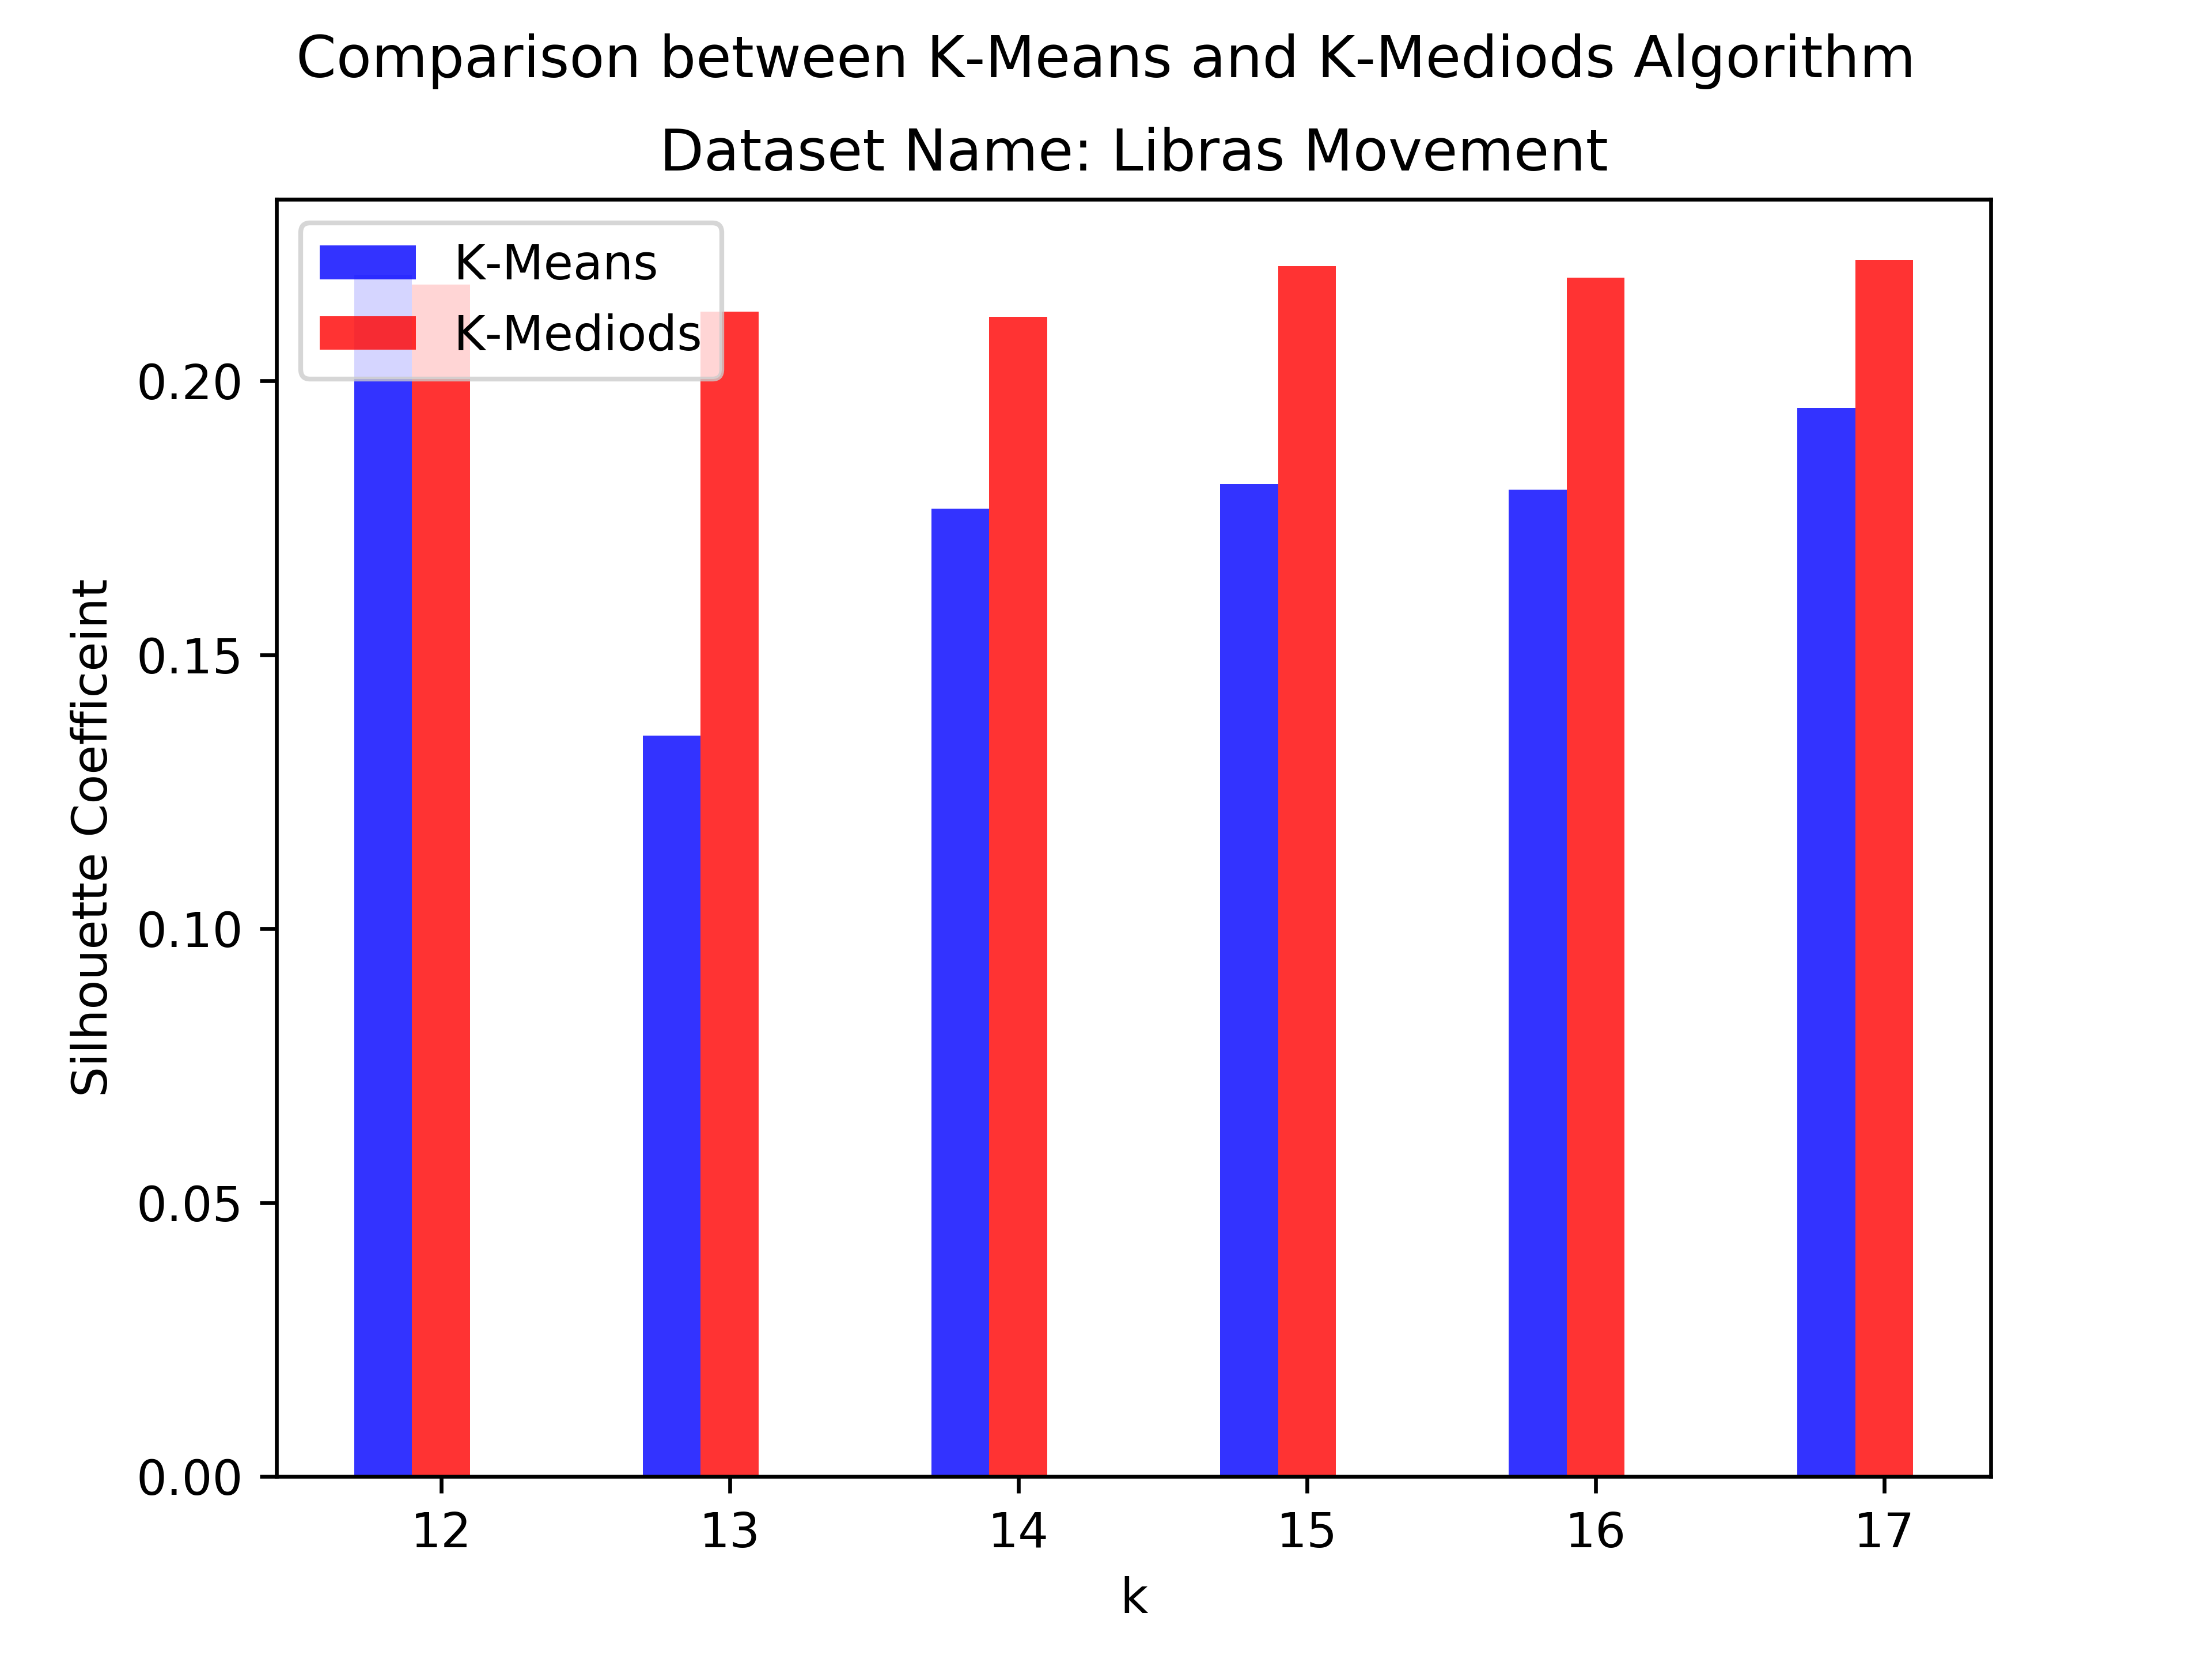 Comparison between K-Means and K-Mediods Algorithm
Dataset Name: Libras Movement
K-Means
K-Mediods
0.20
0.15
0.10
0.05
0.00
Silhouette Coefficeint
12 13 14 15 16 17
k